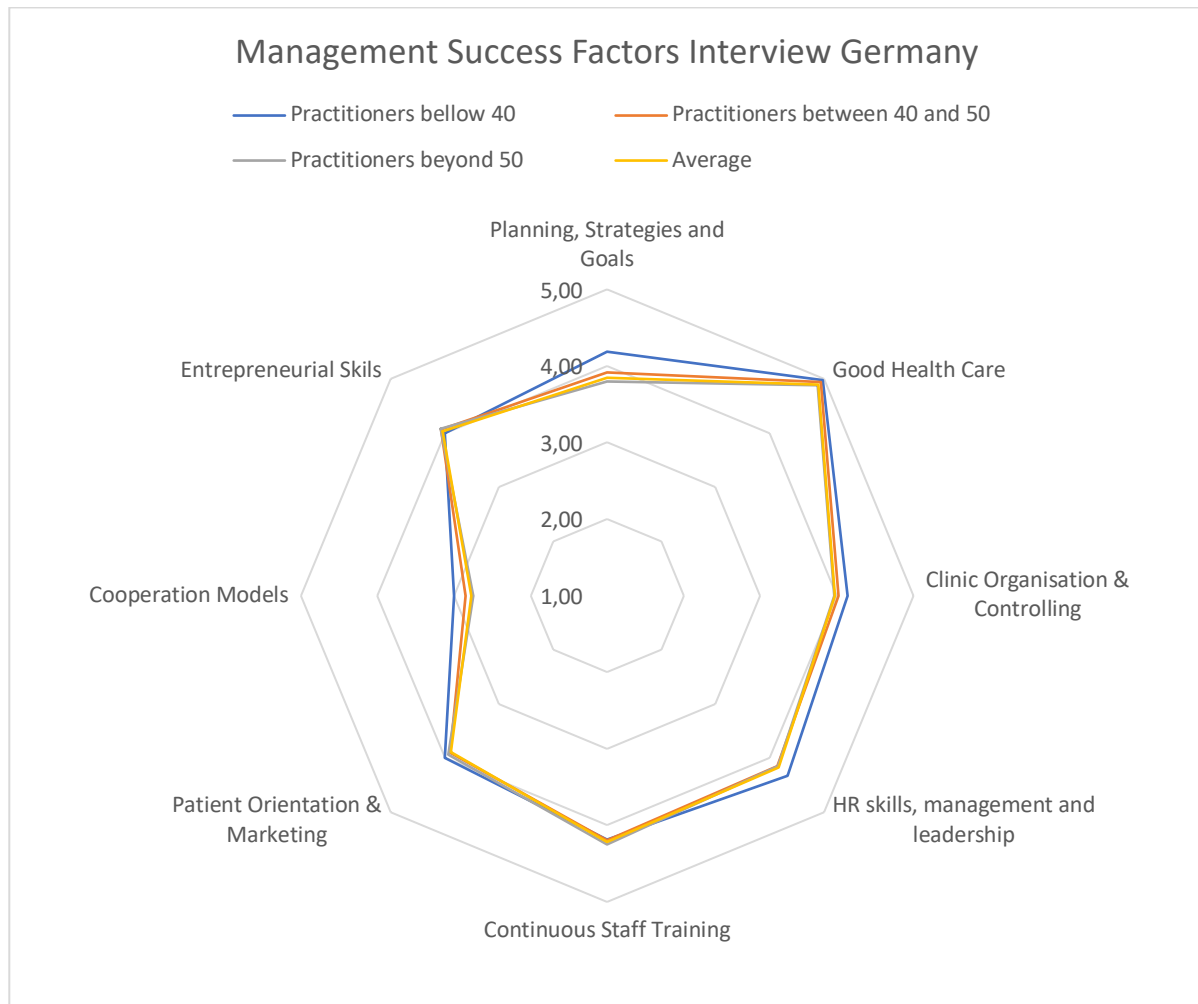 Management Success Factors Interview Germany
Practitioners bellow 40
Practitioners between 40 and 50
Practitioners beyond 50
Average
Planning, Strategies and
Goals
5,00
4,00
3,00
2,00
1,00
Good Health Care
Clinic Organisation &
Controlling
HR skills, management and
leadership
Continuous Staff Training
Patient Orientation &
Marketing
Cooperation Models
Entrepreneurial Skils